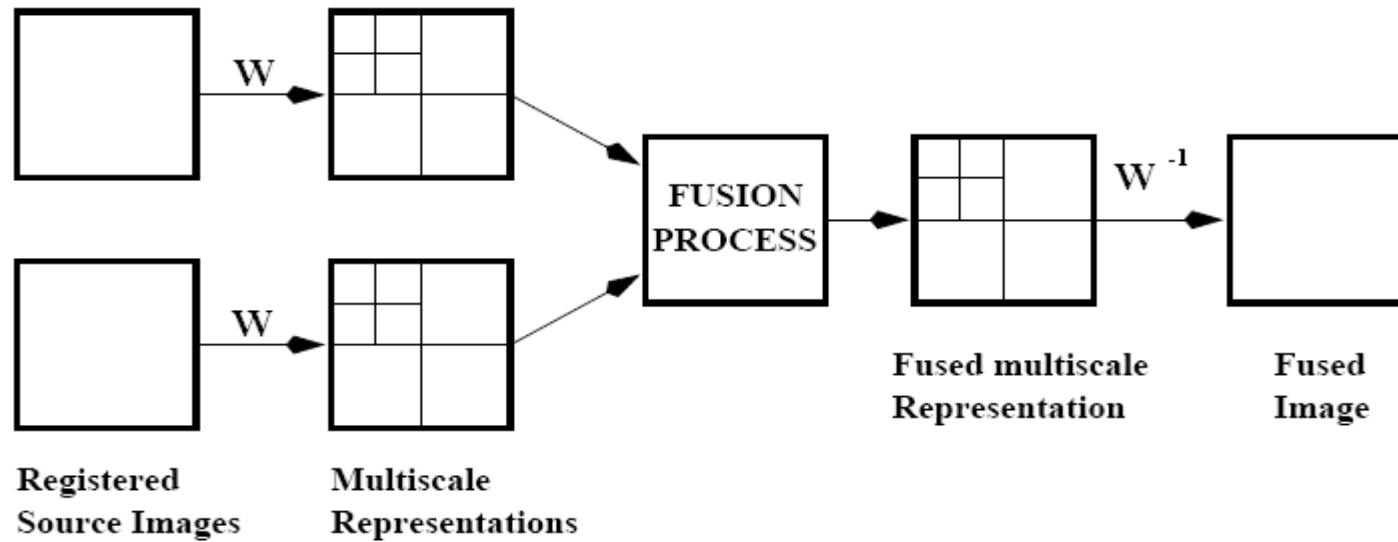 W
W
FUSION
PROCESS
W -1
Fused multiscale
Representation
Fused
Image
Registered
Source Images
Multiscale
Representations